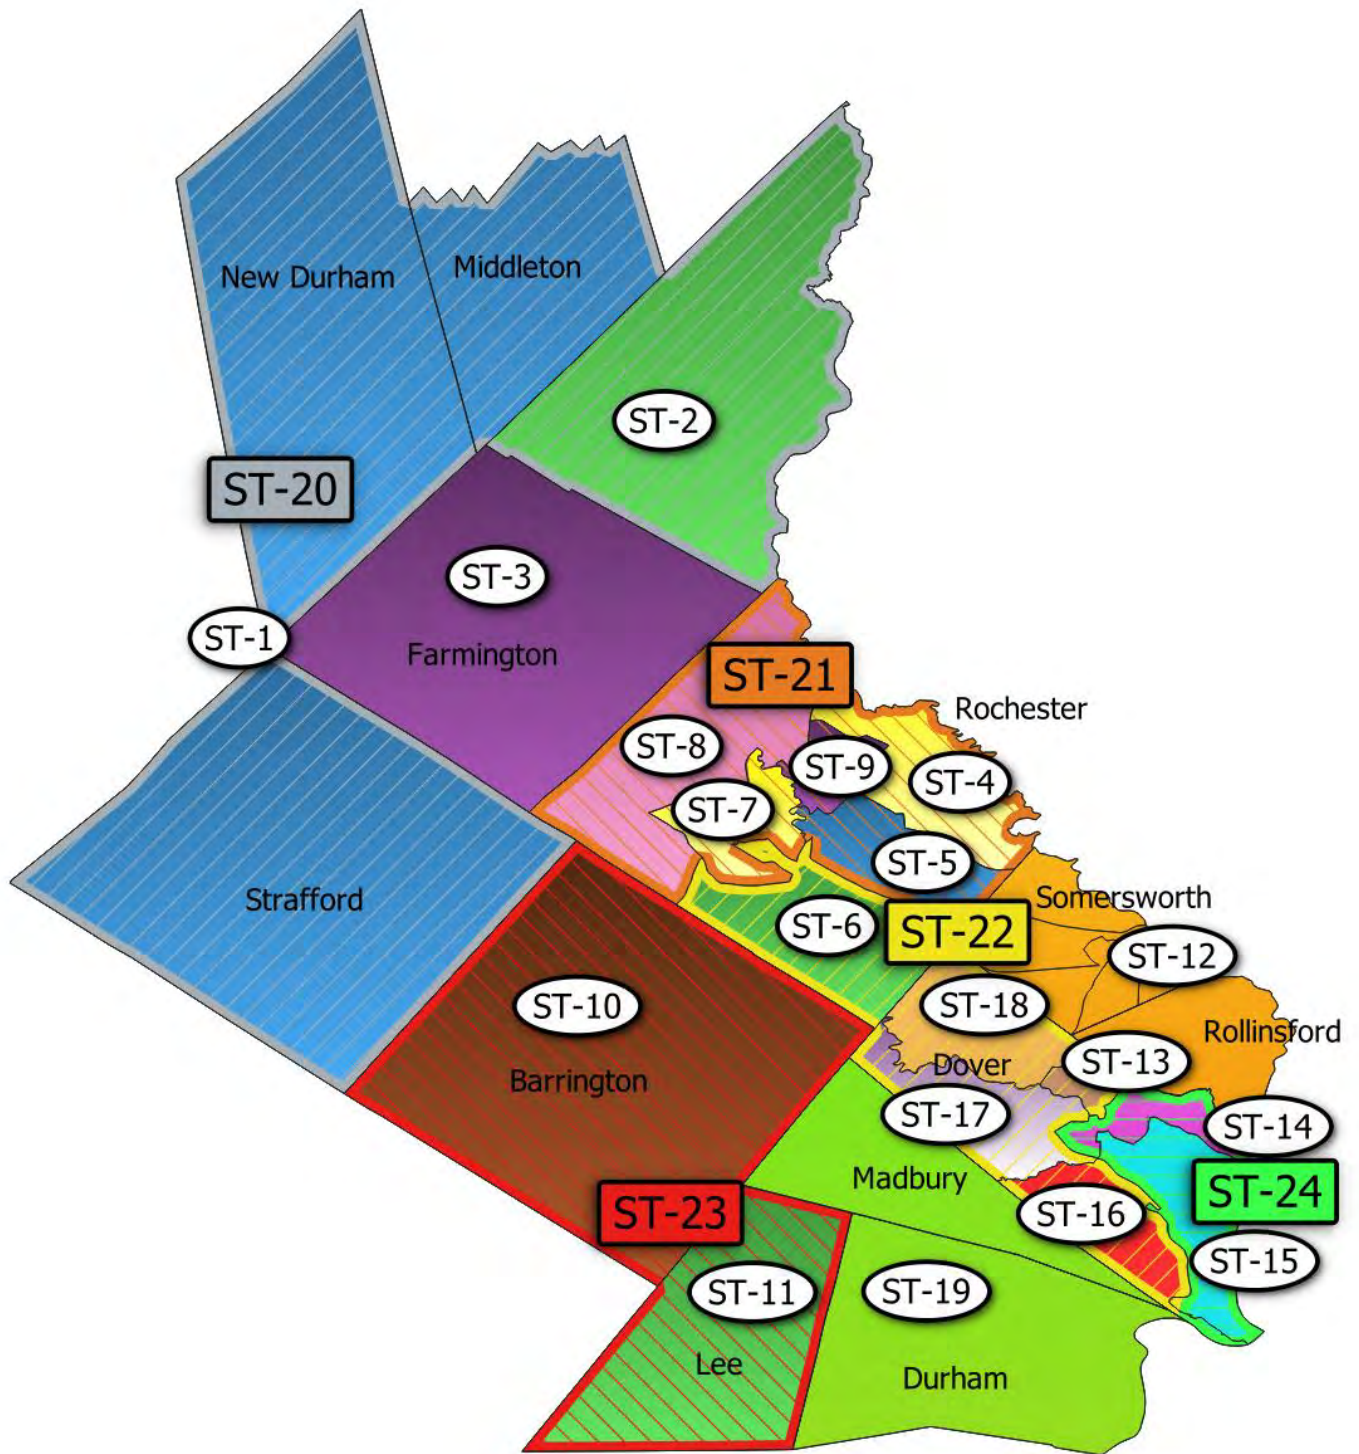 New Durham
Middleton
ST-2
ST-20
ST-3
ST-1
Farmington
ST-21
Rochester
ST-8
ST-9
ST-4
ST-7
ST-5
Strafford
Somersworth
ST-6
ST-22
ST-12
ST-10
ST-18
Rollinsford
Dover
ST-13
Barrington
ST-17
ST-14
Madbury
ST-24
ST-23
ST-16
ST-15
ST-11
ST-19
Lee
Durham